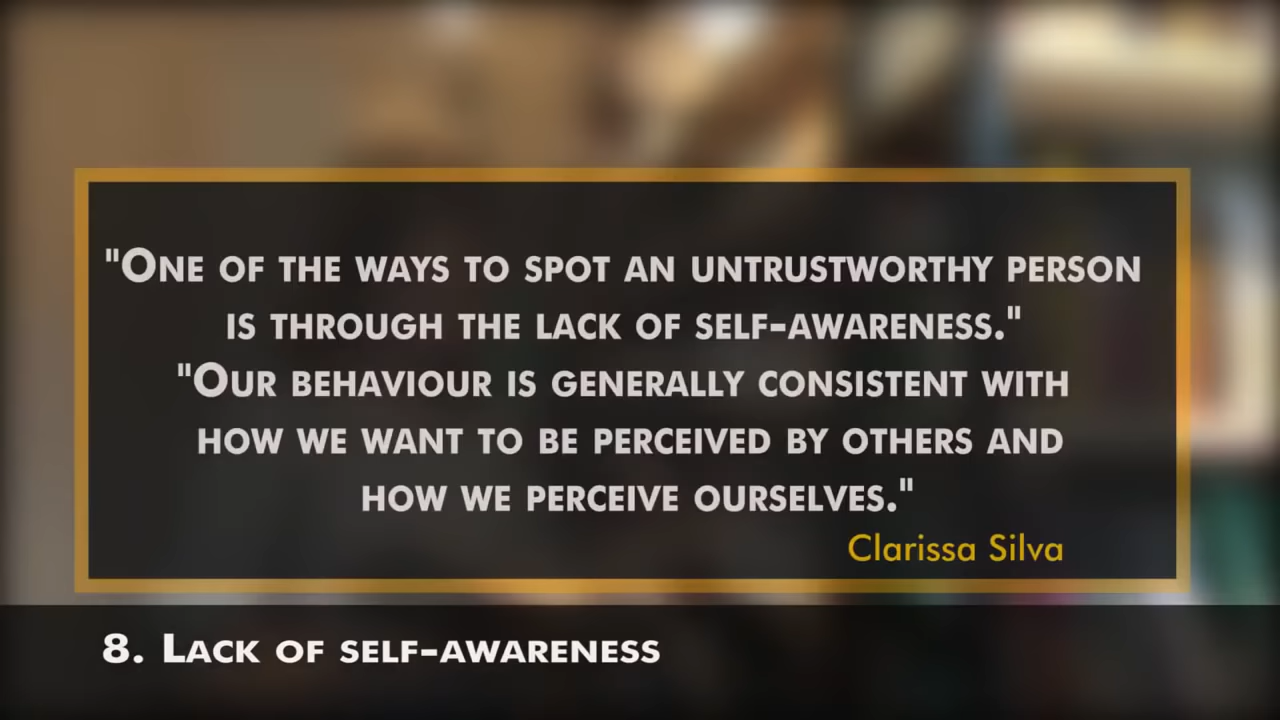 "One of the ways to spot an untrustworthy person
is through the lack of self-awareness."
"Our behaviour is generally consistent with
how we want to be perceived by others and
how we perceive ourselves."
Clarissa Silva
8. Lack of self-awareness